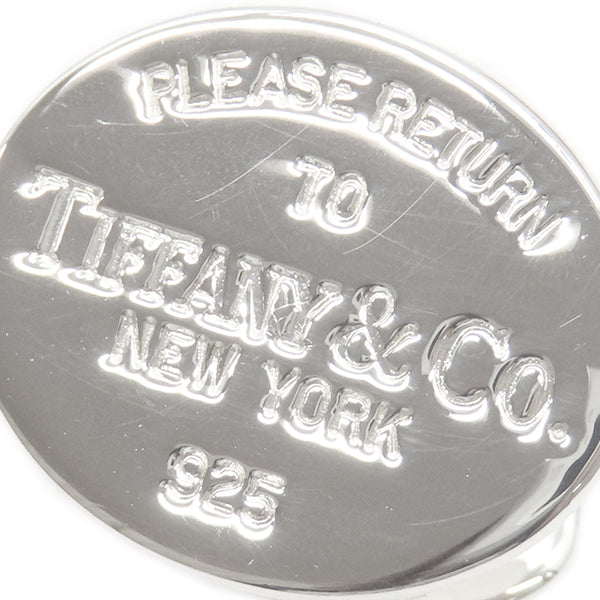 PLEASE RETURN
TO
TIFFANY & CO.
NEW YORK
925